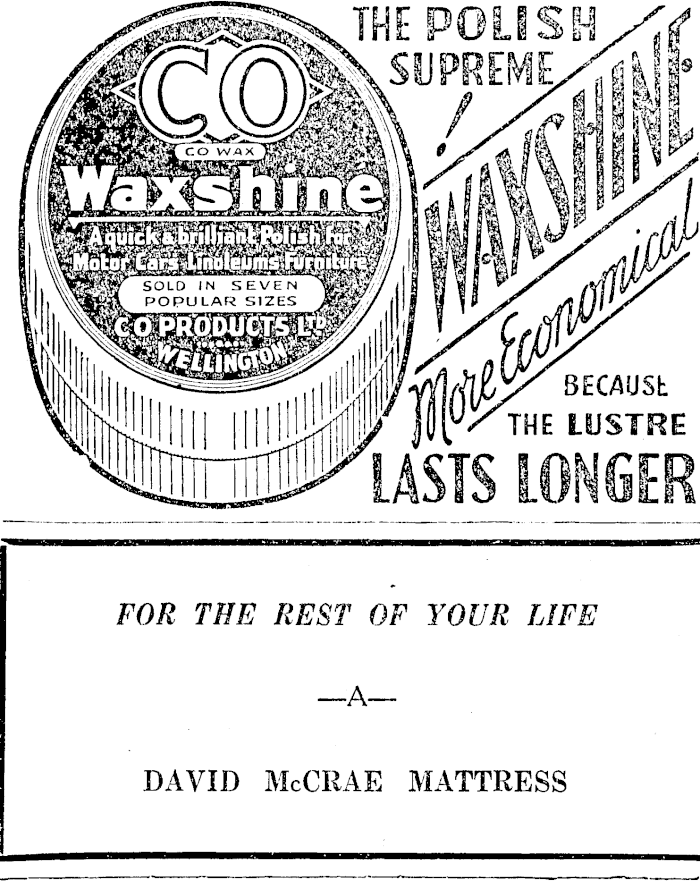 CO
CO WAX
Waxshine
A quick & brilliant Polish for
Motor Cars Linoleums Furniture
SOLD IN SEVEN
POPULAR SIZES
CO PRODUCTS LTD
WELLINGTON
THE POLISH
SUPREME
!
WAXSHINE
More Economical
BECAUSE
THE LUSTRE
LASTS LONGER
FOR THE REST OF YOUR LIFE
—A—
DAVID McCRAE MATTRESS